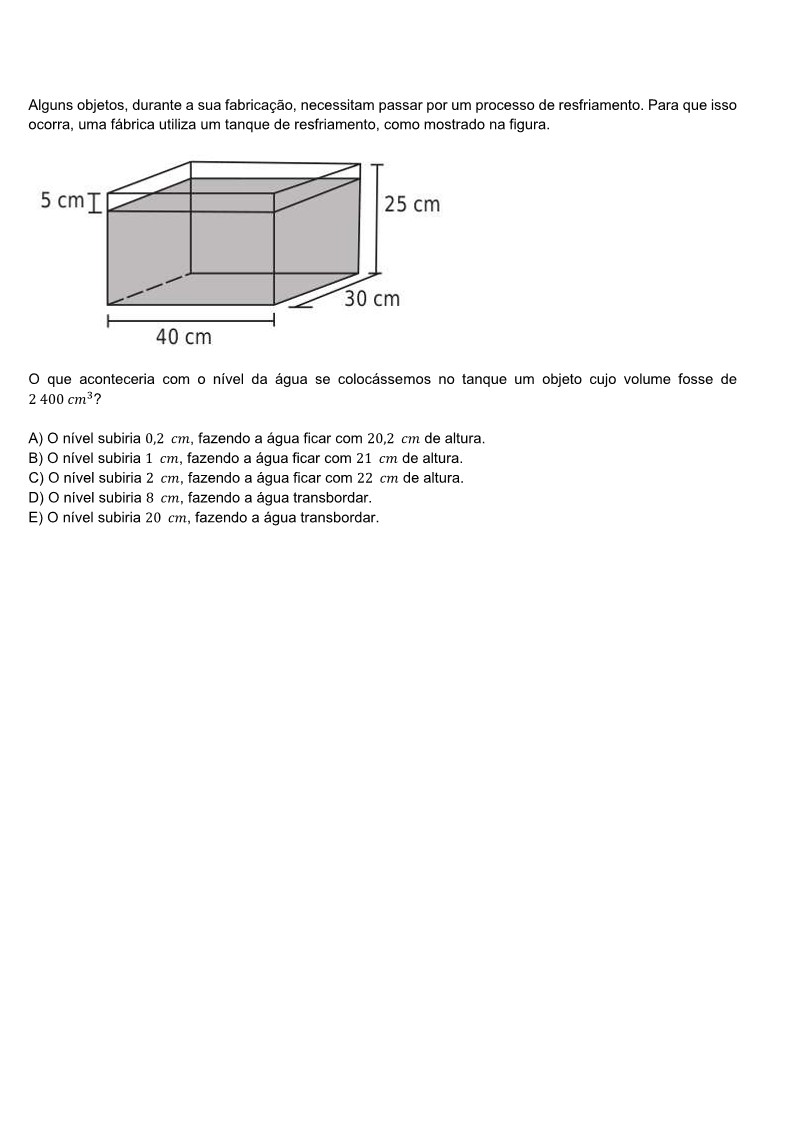 Alguns objetos, durante a sua fabricação, necessitam passar por um processo de resfriamento. Para que isso
ocorra, uma fábrica utiliza um tanque de resfriamento, como mostrado na figura.
5 cm
25 cm
30 cm
40 cm
O que aconteceria com o nível da água se colocássemos no tanque um objeto cujo volume fosse de
2 400 cm³?
A) O nível subiria 0,2 cm, fazendo a água ficar com 20,2 cm de altura.
B) O nível subiria 1 cm, fazendo a água ficar com 21 cm de altura.
C) O nível subiria 2 cm, fazendo a água ficar com 22 cm de altura.
D) O nível subiria 8 cm, fazendo a água transbordar.
E) O nível subiria 20 cm, fazendo a água transbordar.